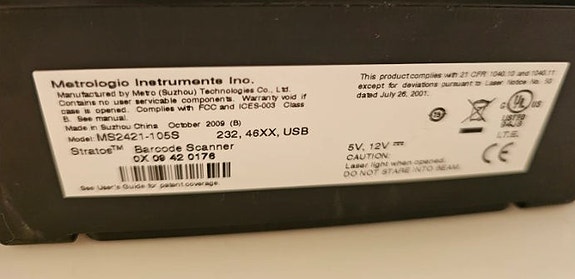 Metrologic Instruments Inc.
Manufactured by Metro (Suzhou) Technologies Co., Ltd.
Contains no user servicable components. Warranty void if
case is opened. Complies with FCC and ICES-003 Class
B.
Made in Suzhou China October 2009 (B)
Model: MS2421-105S 232, 46XX, USB
Stratos™ Barcode Scanner
0X 09 42 0176
See User's Guide for patent coverage.
This product complies with 21 CFR 1040.10 and 1040.11
except for deviations pursuant to Laser Notice No. 50
dated July 26, 2001.
UL
LISTED
I.T.E.
5V, 12V
CAUTION:
Laser light when opened.
DO NOT STARE INTO BEAM.
CE